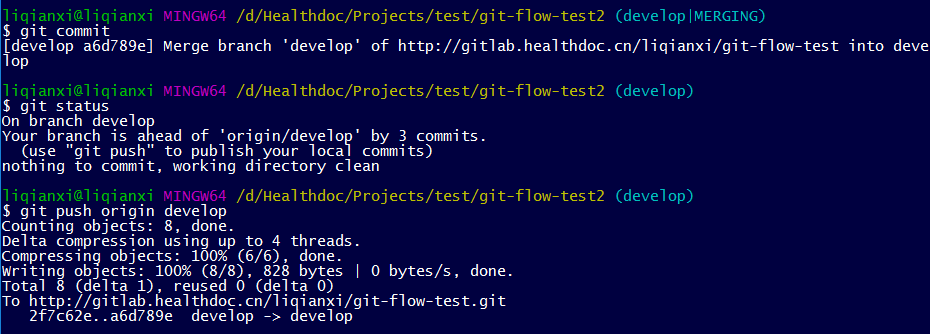 liqianxi@liqianxi MINGW64 /d/Healthdoc/Projects/test/git-flow-test2 (develop|MERGING)
$ git commit
[develop a6d789e] Merge branch 'develop' of http://gitlab.healthdoc.cn/liqianxi/git-flow-test into deve
lop
liqianxi@liqianxi MINGW64 /d/Healthdoc/Projects/test/git-flow-test2 (develop)
$ git status
On branch develop
Your branch is ahead of 'origin/develop' by 3 commits.
  (use "git push" to publish your local commits)
nothing to commit, working directory clean
liqianxi@liqianxi MINGW64 /d/Healthdoc/Projects/test/git-flow-test2 (develop)
$ git push origin develop
Counting objects: 8, done.
Delta compression using up to 4 threads.
Compressing objects: 100% (6/6), done.
Writing objects: 100% (8/8), 828 bytes | 0 bytes/s, done.
Total 8 (delta 1), reused 0 (delta 0)
To http://gitlab.healthdoc.cn/liqianxi/git-flow-test.git
   2f7c62e..a6d789e  develop -> develop